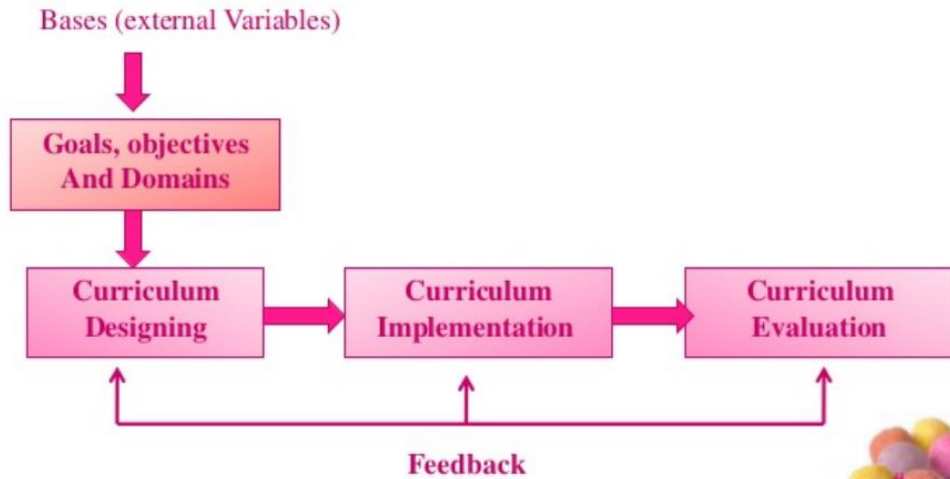 Bases (external Variables)
Goals, objectives
And Domains
Curriculum
Designing
Curriculum
Implementation
Curriculum
Evaluation
Feedback